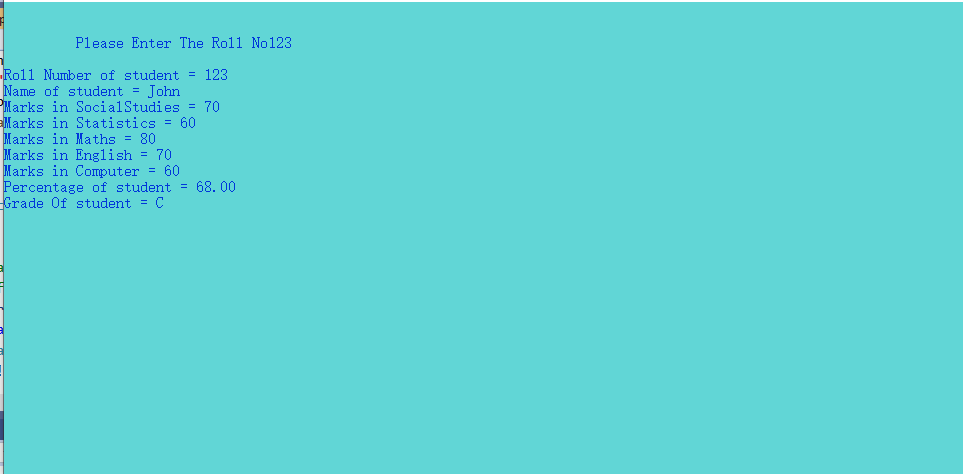 Please Enter The Roll No123
Roll Number of student = 123
Name of student = John
Marks in SocialStudies = 70
Marks in Statistics = 60
Marks in Maths = 80
Marks in English = 70
Marks in Computer = 60
Percentage of student = 68.00
Grade Of student = C